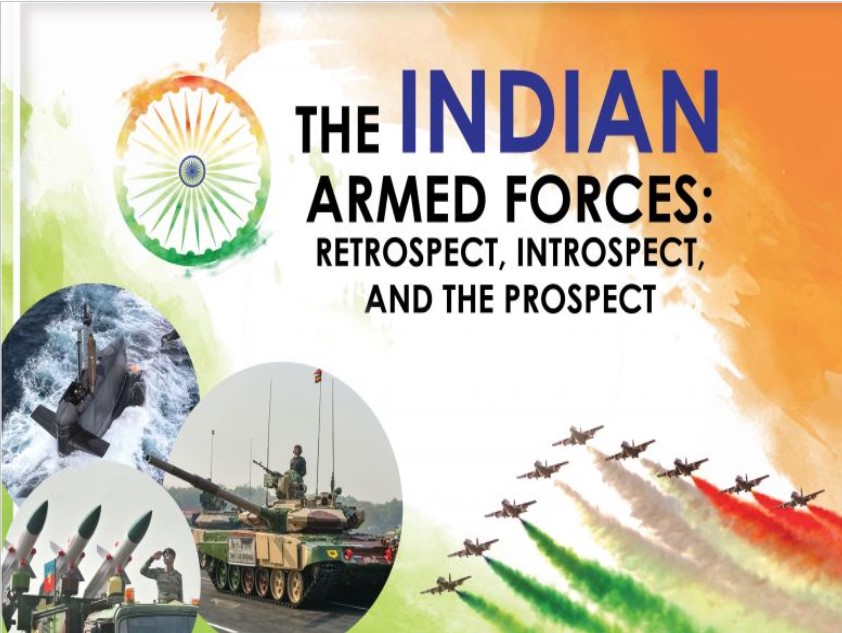 THE INDIAN
ARMED FORCES:
RETROSPECT, INTROSPECT,
AND THE PROSPECT